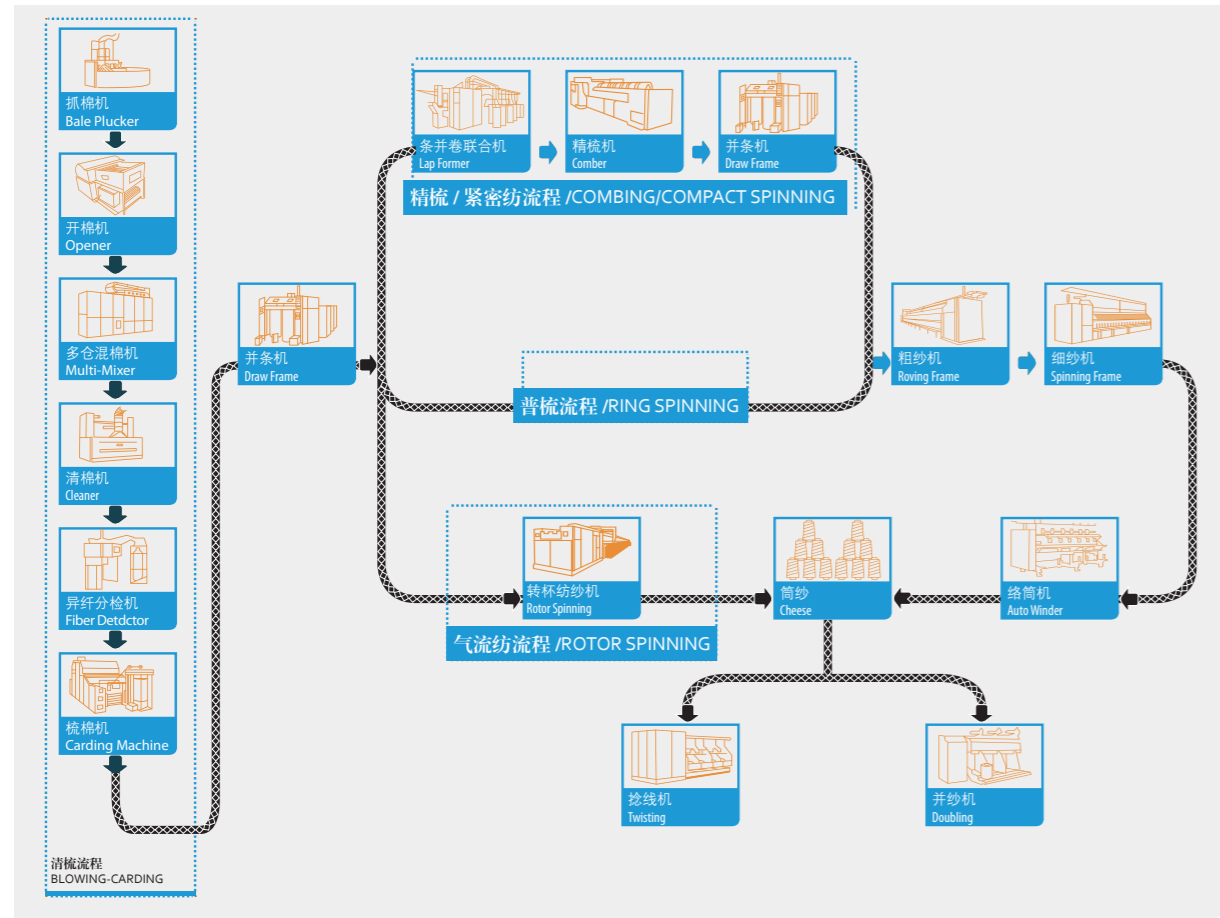 抓棉机
Bale Plucker
开棉机
Opener
多仓混棉机
Multi-Mixer
清棉机
Cleaner
异纤分检机
Fiber Detdctor
梳棉机
Carding Machine
清梳流程
BLOWING-CARDING
并条机
Draw Frame
条并卷联合机
Lap Former
精梳机
Comber
并条机
Draw Frame
精梳 / 紧密纺流程 /COMBING/COMPACT SPINNING
普梳流程 /RING SPINNING
粗纱机
Roving Frame
细纱机
Spinning Frame
转杯纺纱机
Rotor Spinning
气流纺流程 /ROTOR SPINNING
筒纱
Cheese
络筒机
Auto Winder
捻线机
Twisting
并纱机
Doubling